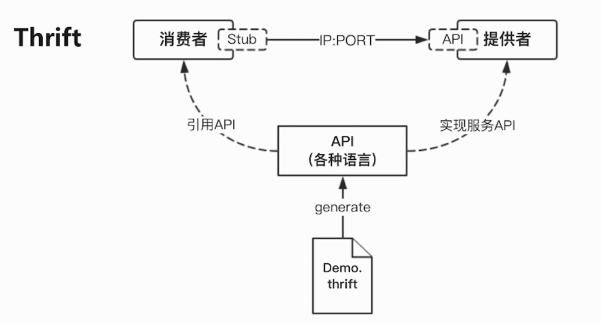 Thrift
消费者
Stub
IP:PORT
API
提供者
引用API
实现服务API
API
（各种语言）
generate
Demo.
thrift